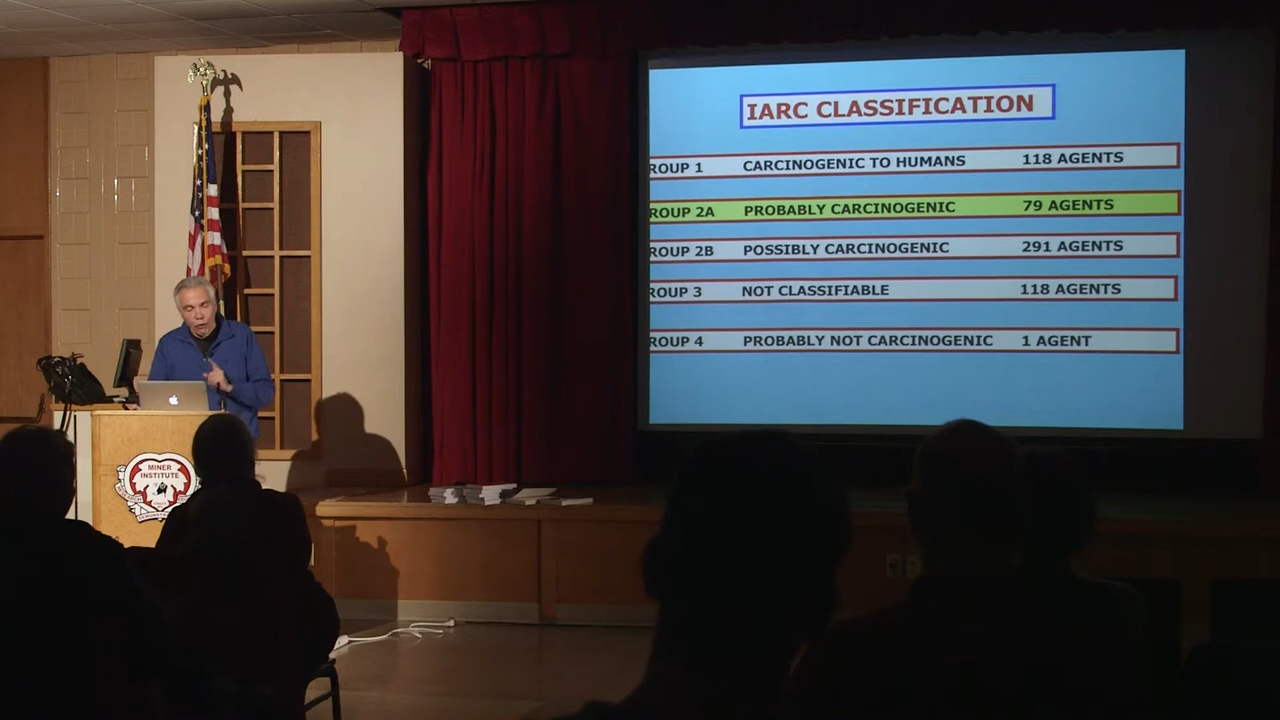 IARC CLASSIFICATION
ROUP 1 CARCINOGENIC TO HUMANS 118 AGENTS
ROUP 2A PROBABLY CARCINOGENIC 79 AGENTS
ROUP 2B POSSIBLY CARCINOGENIC 291 AGENTS
ROUP 3 NOT CLASSIFIABLE 118 AGENTS
ROUP 4 PROBABLY NOT CARCINOGENIC 1 AGENT
MINER
INSTITUTE